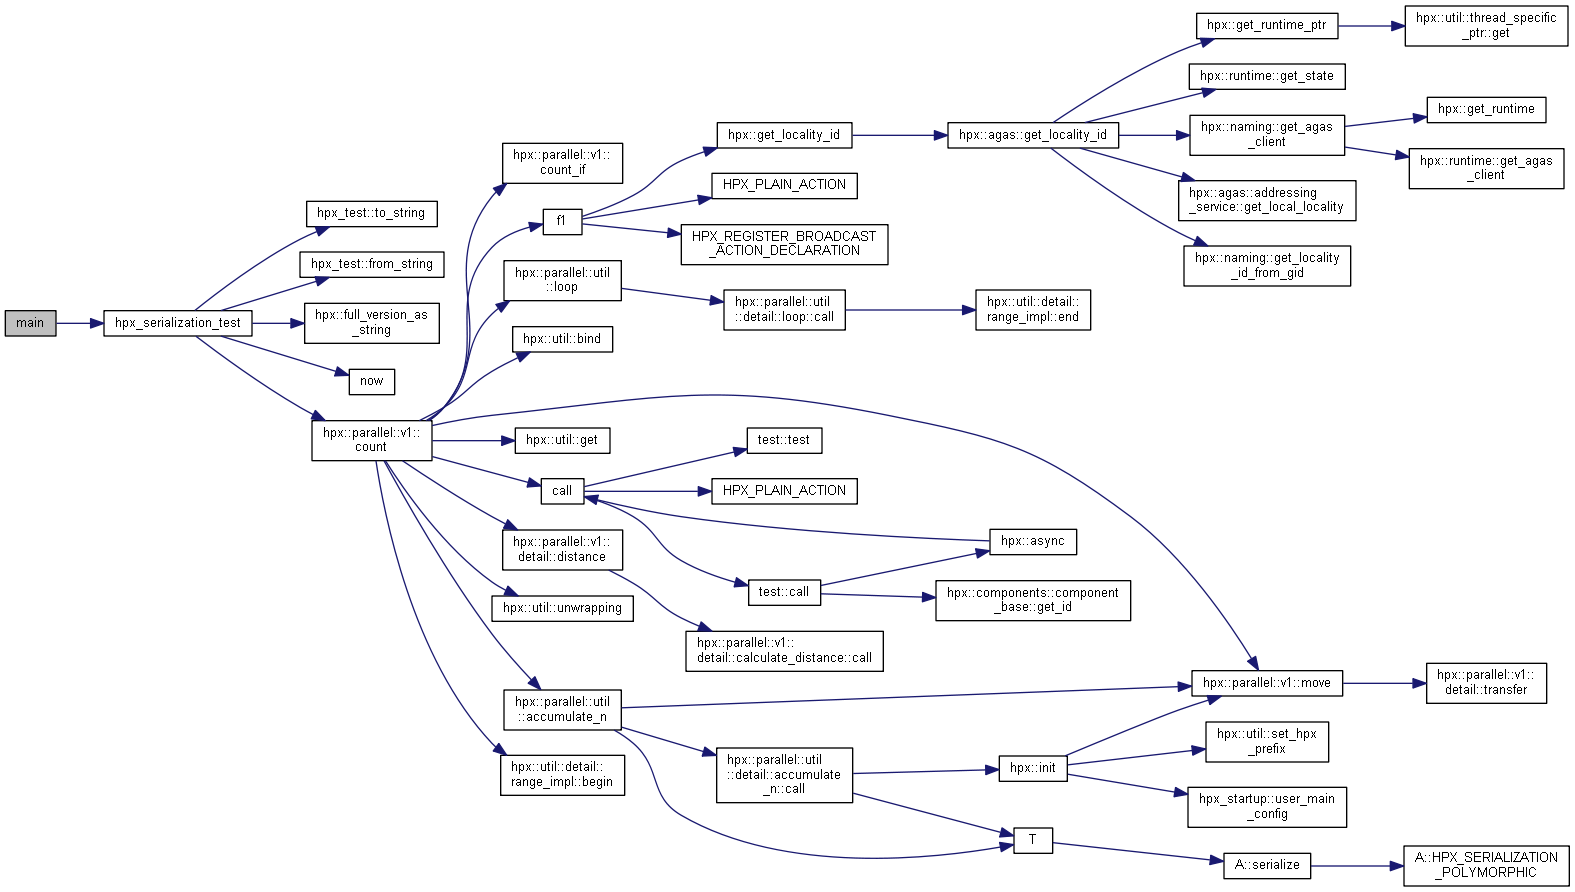 main
hpx_serialization_test
hpx_test::to_string
hpx_test::from_string
hpx::full_version_as
_string
now
hpx::parallel::v1::
count
hpx::parallel::v1::
count_if
f1
hpx::parallel::util
::loop
hpx::util::bind
hpx::util::get
call
hpx::parallel::v1::
detail::distance
hpx::util::unwrapping
hpx::parallel::util
::accumulate_n
hpx::util::detail::
range_impl::begin
hpx::get_locality_id
HPX_PLAIN_ACTION
HPX_REGISTER_BROADCAST
_ACTION_DECLARATION
hpx::parallel::util
::detail::loop::call
test::test
HPX_PLAIN_ACTION
test::call
hpx::parallel::v1::
detail::calculate_distance::call
hpx::parallel::util
::detail::accumulate
_n::call
hpx::agas::get_locality_id
hpx::util::detail::
range_impl::end
hpx::async
hpx::components::component
_base::get_id
hpx::init
T
hpx::get_runtime_ptr
hpx::runtime::get_state
hpx::naming::get_agas
_client
hpx::agas::addressing
_service::get_local_locality
hpx::naming::get_locality
_id_from_gid
hpx::parallel::v1::move
hpx::util::set_hpx
_prefix
hpx_startup::user_main
_config
A::serialize
hpx::util::thread_specific
_ptr::get
hpx::get_runtime
hpx::runtime::get_agas
_client
hpx::parallel::v1::
detail::transfer
A::HPX_SERIALIZATION
_POLYMORPHIC